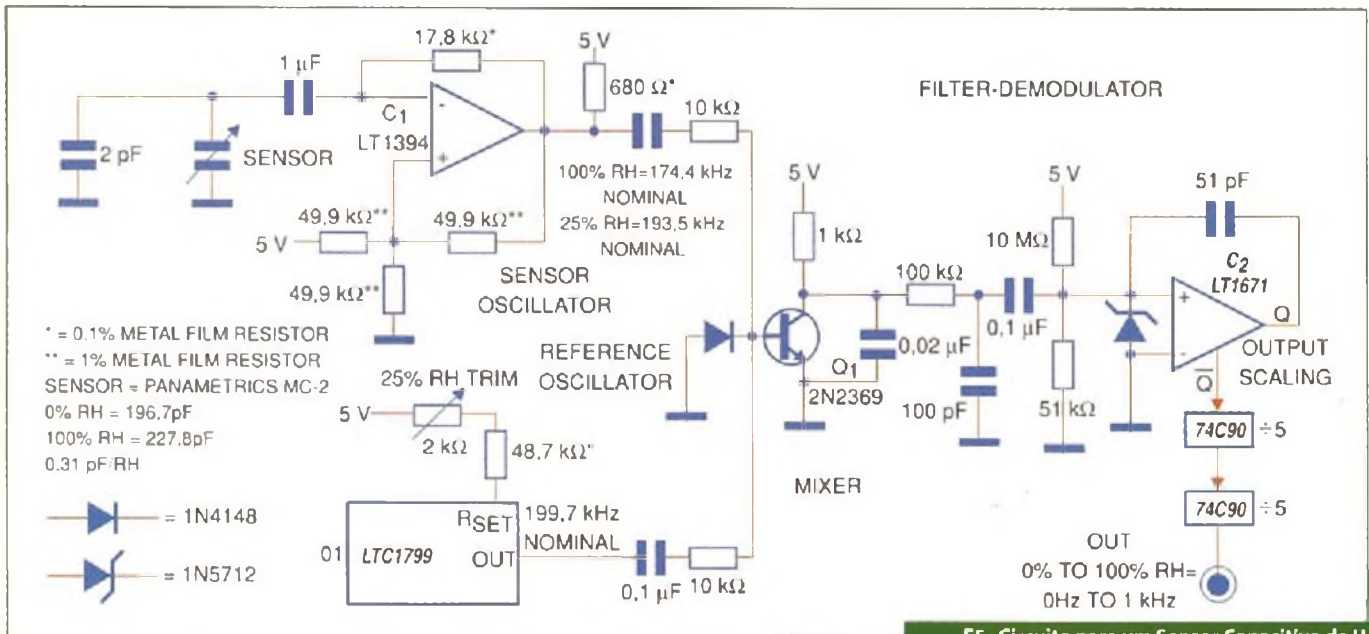 17,8 kΩ*
1 µF
C1
LT1394
-
+
2 pF
SENSOR
49,9 kΩ**
49,9 kΩ**
5 V
49,9 kΩ**
SENSOR
OSCILLATOR
5 V
680 Ω*
10 kΩ
100% RH=174,4 kHz
NOMINAL
25% RH=193,5 kHz
NOMINAL
FILTER-DEMODULATOR
5 V
1 kΩ
100 kΩ
Q1
2N2369
0,02 µF
100 pF
0,1 µF
5 V
10 MΩ
51 kΩ
51 pF
C2
LT1671
+
-
Q
Q̅
OUTPUT
SCALING
74C90 ÷5
74C90 ÷5
OUT
0% TO 100% RH=
0Hz TO 1 kHz
MIXER
REFERENCE
OSCILLATOR
* = 0.1% METAL FILM RESISTOR
** = 1% METAL FILM RESISTOR
SENSOR = PANAMETRICS MC-2
0% RH = 196,7pF
100% RH = 227.8pF
0.31 pF/RH
= 1N4148
= 1N5712
25% RH TRIM
5 V
2 kΩ
48,7 kΩ*
RSET
199,7 kHz
NOMINAL
01
LTC1799
OUT
0,1 µF
10 kΩ